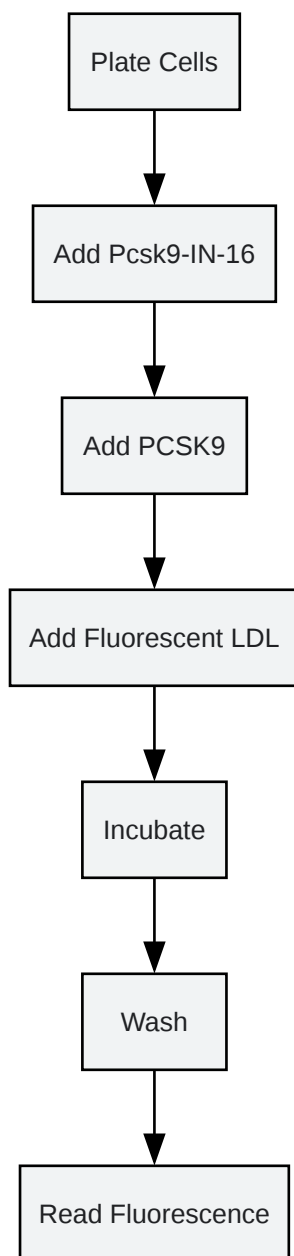 Plate Cells
Add Pcsk9-IN-16
Add PCSK9
Add Fluorescent LDL
Incubate
Wash
Read Fluorescence